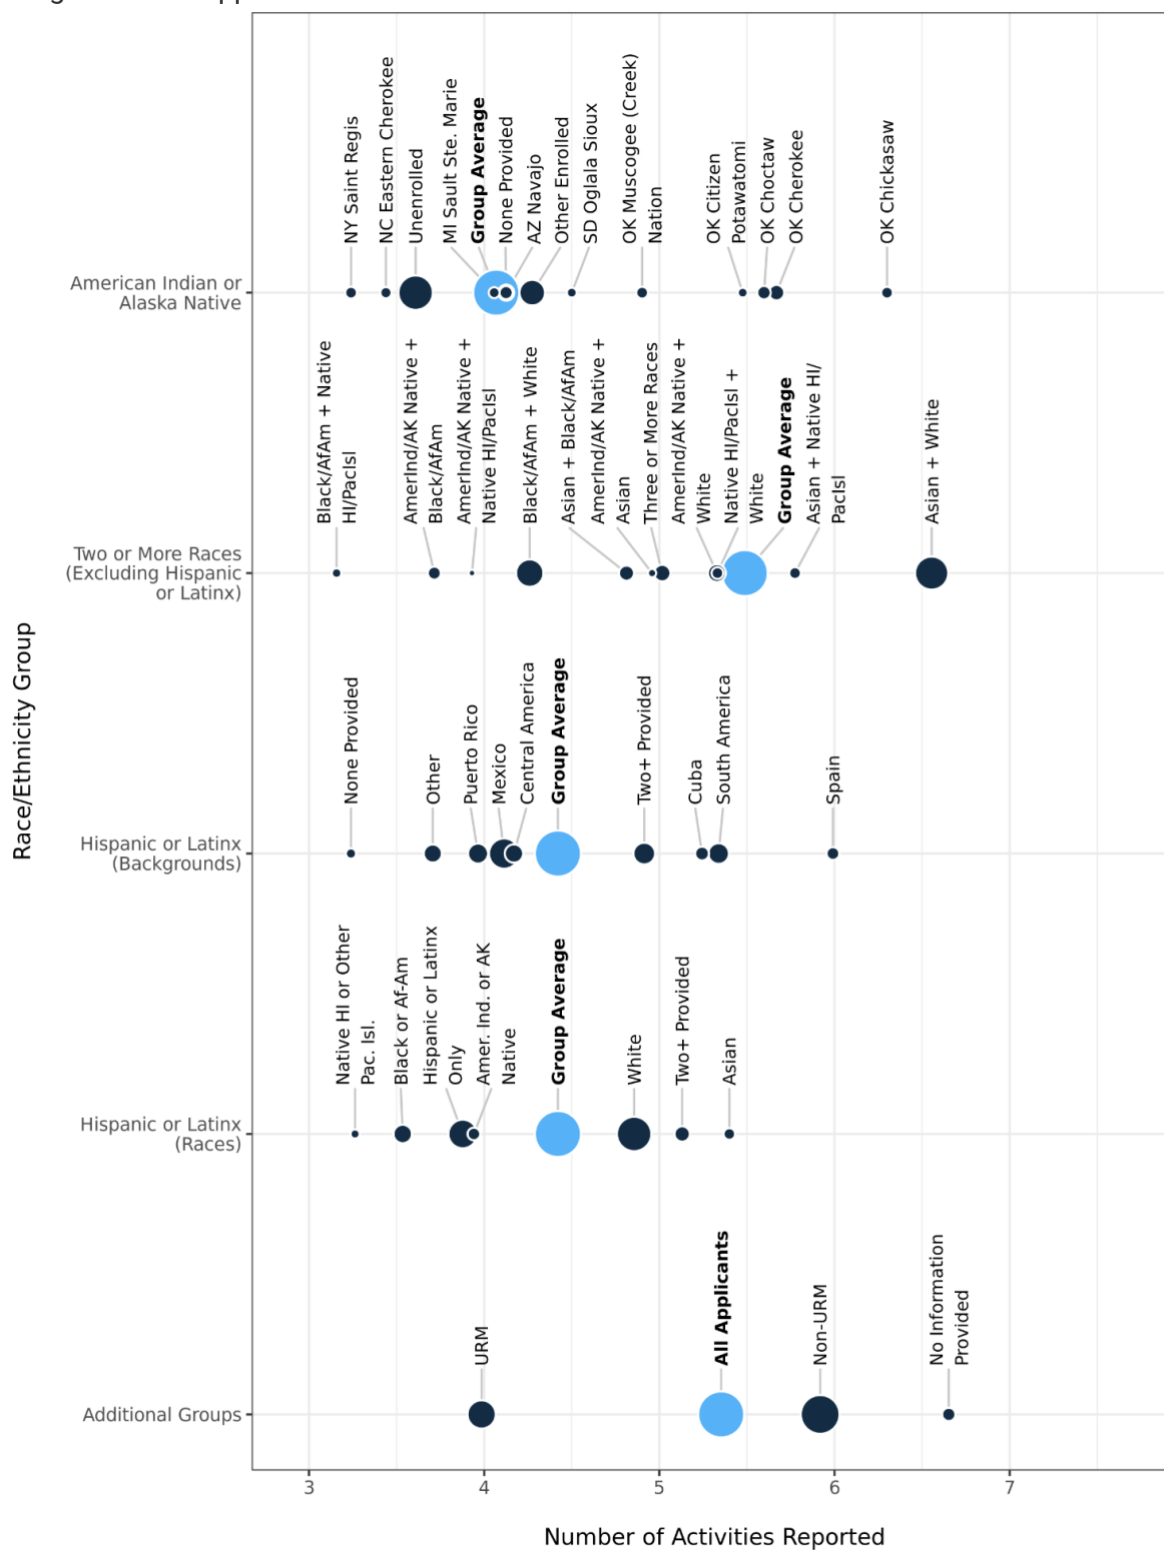 NY Saint Regis
NC Eastern Cherokee
Unenrolled
MI Sault Ste. Marie
Group Average
None Provided
AZ Navajo
Other Enrolled
SD Oglala Sioux
OK Muscogee (Creek)
Nation
OK Citizen
Potawatomi
OK Choctaw
OK Cherokee
OK Chickasaw
American Indian or
Alaska Native
Black/AfAm + Native
HI/PacIsl
AmerInd/AK Native +
Black/AfAm
AmerInd/AK Native +
Native HI/PacIsl
Black/AfAm + White
Asian + Black/AfAm
AmerInd/AK Native +
Asian
Three or More Races
AmerInd/AK Native +
White
Native HI/PacIsl +
White
Group Average
Asian + Native HI/
PacIsl
Asian + White
Two or More Races
(Excluding Hispanic
or Latinx)
None Provided
Other
Puerto Rico
Mexico
Central America
Group Average
Two+ Provided
Cuba
South America
Spain
Hispanic or Latinx
(Backgrounds)
Native HI or Other
Pac. Isl.
Black or Af-Am
Hispanic or Latinx
Only
Amer. Ind. or AK
Native
Group Average
White
Two+ Provided
Asian
Hispanic or Latinx
(Races)
URM
All Applicants
Non-URM
No Information
Provided
Additional Groups
Race/Ethnicity Group
3 4 5 6 7
Number of Activities Reported